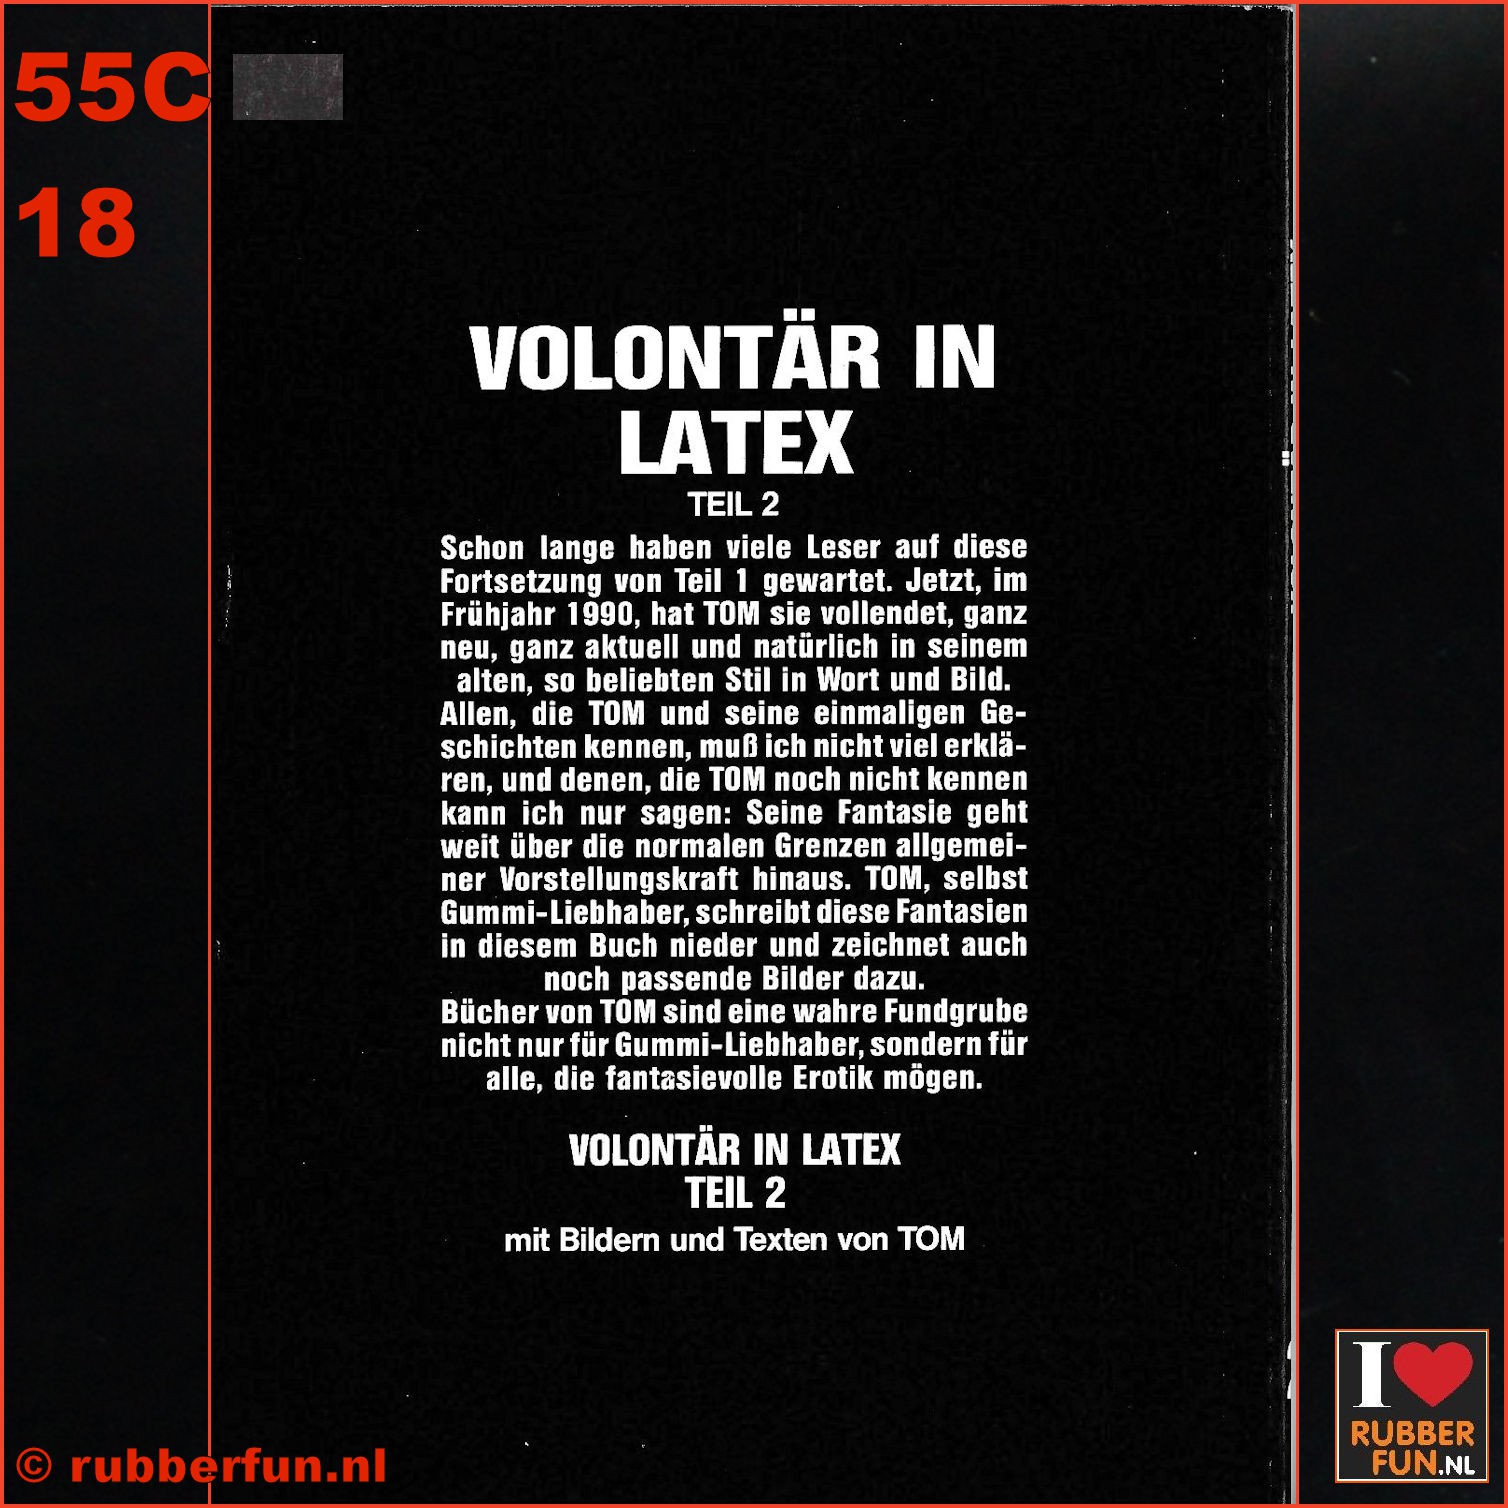 55C
18
VOLONTÄR IN
LATEX
TEIL 2
Schon lange haben viele Leser auf diese
Fortsetzung von Teil 1 gewartet. Jetzt, im
Frühjahr 1990, hat TOM sie vollendet, ganz
neu, ganz aktuell und natürlich in seinem
alten, so beliebten Stil in Wort und Bild.
Allen, die TOM und seine einmaligen Ge-
schichten kennen, muß ich nicht viel erklä-
ren, und denen, die TOM noch nicht kennen
kann ich nur sagen: Seine Fantasie geht
weit über die normalen Grenzen allgemei-
ner Vorstellungskraft hinaus. TOM, selbst
Gummi-Liebhaber, schreibt diese Fantasien
in diesem Buch nieder und zeichnet auch
noch passende Bilder dazu.
Bücher von TOM sind eine wahre Fundgrube
nicht nur für Gummi-Liebhaber, sondern für
alle, die fantasievolle Erotik mögen.
VOLONTÄR IN LATEX
TEIL 2
mit Bildern und Texten von TOM
© rubberfun.nl
I
RUBBER
FUN.NL